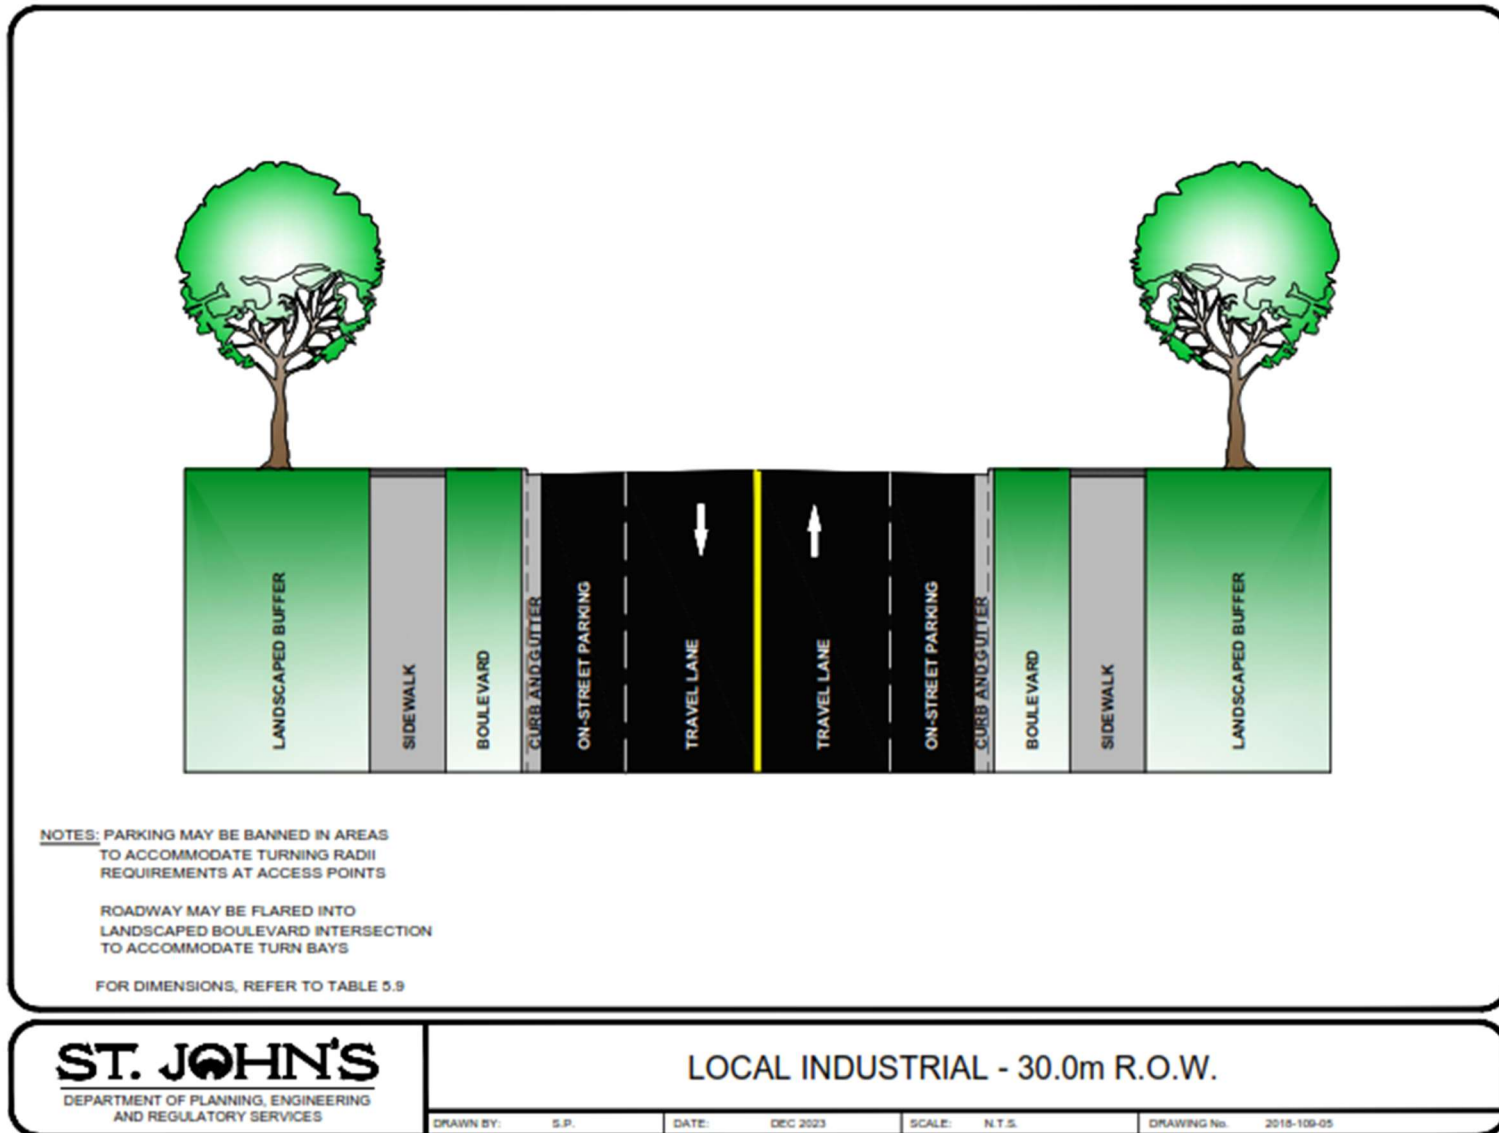 LANDSCAPED BUFFER
SIDEWALK
BOULEVARD
CURB AND GUTTER
ON-STREET PARKING
TRAVEL LANE
TRAVEL LANE
ON-STREET PARKING
CURB AND GUTTER
BOULEVARD
SIDEWALK
LANDSCAPED BUFFER
NOTES: PARKING MAY BE BANNED IN AREAS
TO ACCOMMODATE TURNING RADII
REQUIREMENTS AT ACCESS POINTS
ROADWAY MAY BE FLARED INTO
LANDSCAPED BOULEVARD INTERSECTION
TO ACCOMMODATE TURN BAYS
FOR DIMENSIONS, REFER TO TABLE 5.9
ST. JOHN'S
DEPARTMENT OF PLANNING, ENGINEERING
AND REGULATORY SERVICES
LOCAL INDUSTRIAL - 30.0m R.O.W.
DRAWN BY: S.P. DATE: DEC 2023 SCALE: N.T.S. DRAWING No. 2018-109-05